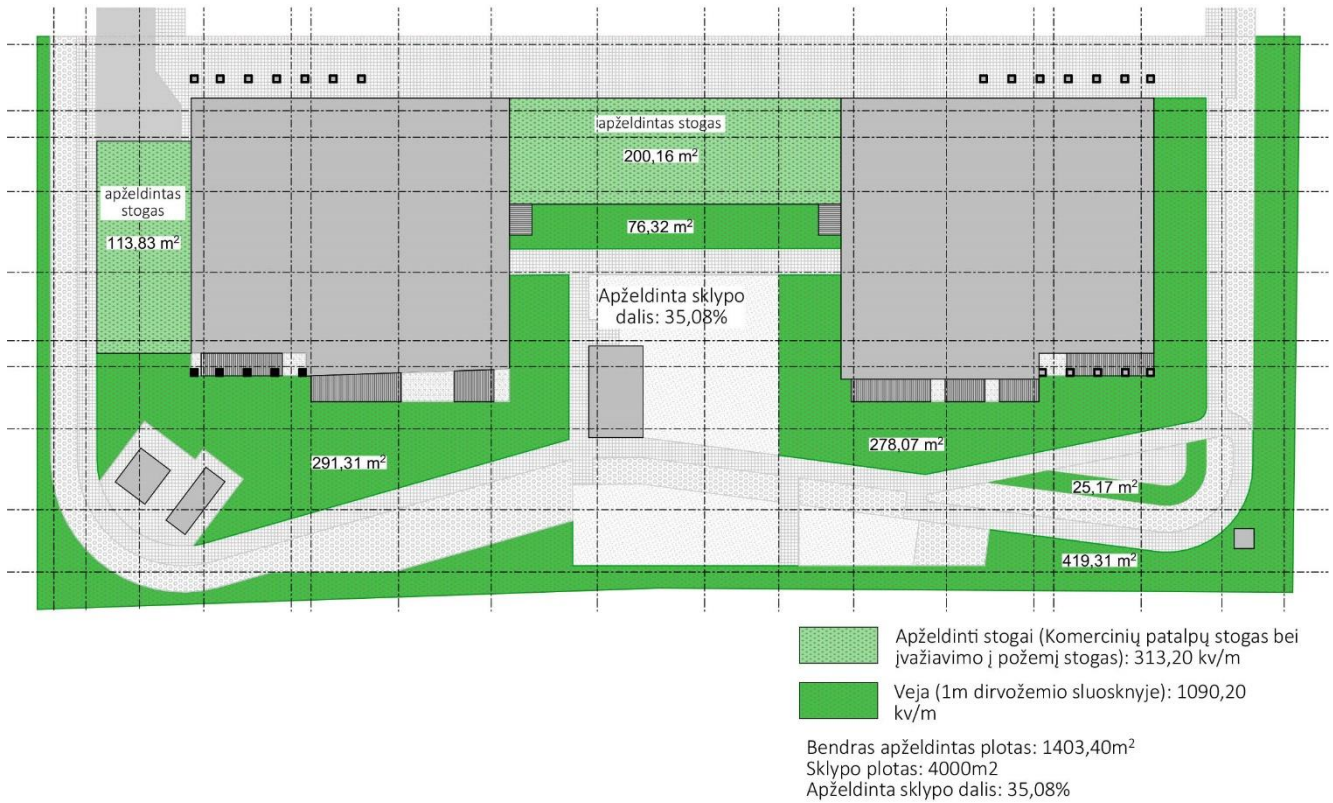 apželdintas stogas
200,16 m²
apželdintas
stogas
113,83 m²
76,32 m²
Apželdinta sklypo
dalis: 35,08%
291,31 m²
278,07 m²
25,17 m²
419,31 m²
Apželdinti stogai (Komercinių patalpų stogas bei
įvažiavimo į požemį stogas): 313,20 kv/m
Veja (1m dirvožemio sluosknyje): 1090,20
kv/m
Bendras apželdintas plotas: 1403,40m²
Sklypo plotas: 4000m2
Apželdinta sklypo dalis: 35,08%